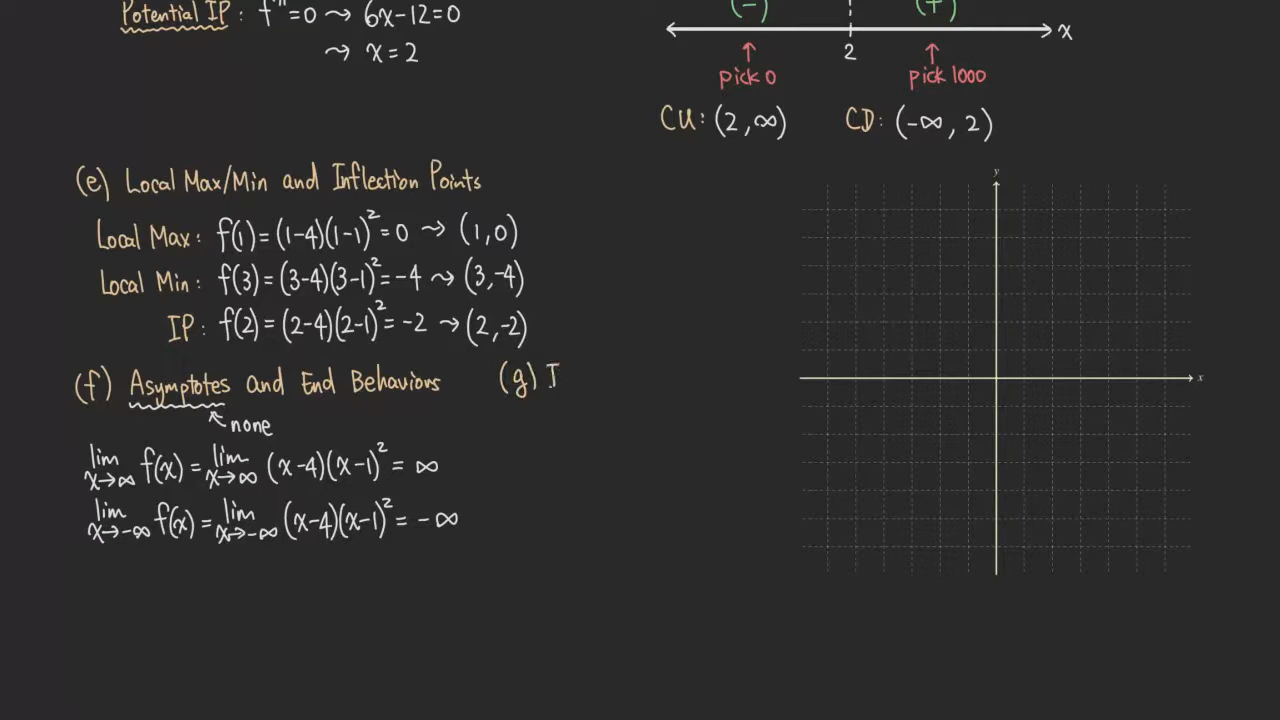 Potential IP: f''=0 ⇝ 6x-12=0
⇝ x=2
(-) (+)
x
2
↑ ↑
pick 0 pick 1000
CU: (2,∞) CD: (-∞, 2)
(e) Local Max/Min and Inflection Points
Local Max: f(1)=(1-4)(1-1)²=0 ⇝ (1,0)
Local Min: f(3)=(3-4)(3-1)²=-4 ⇝ (3,-4)
IP: f(2)=(2-4)(2-1)²=-2 ⇝ (2,-2)
(f) Asymptotes and End Behaviors (g) I
none
lim x→∞ f(x) = lim x→∞ (x-4)(x-1)² = ∞
lim x→-∞ f(x) = lim x→-∞ (x-4)(x-1)² = -∞
y
x